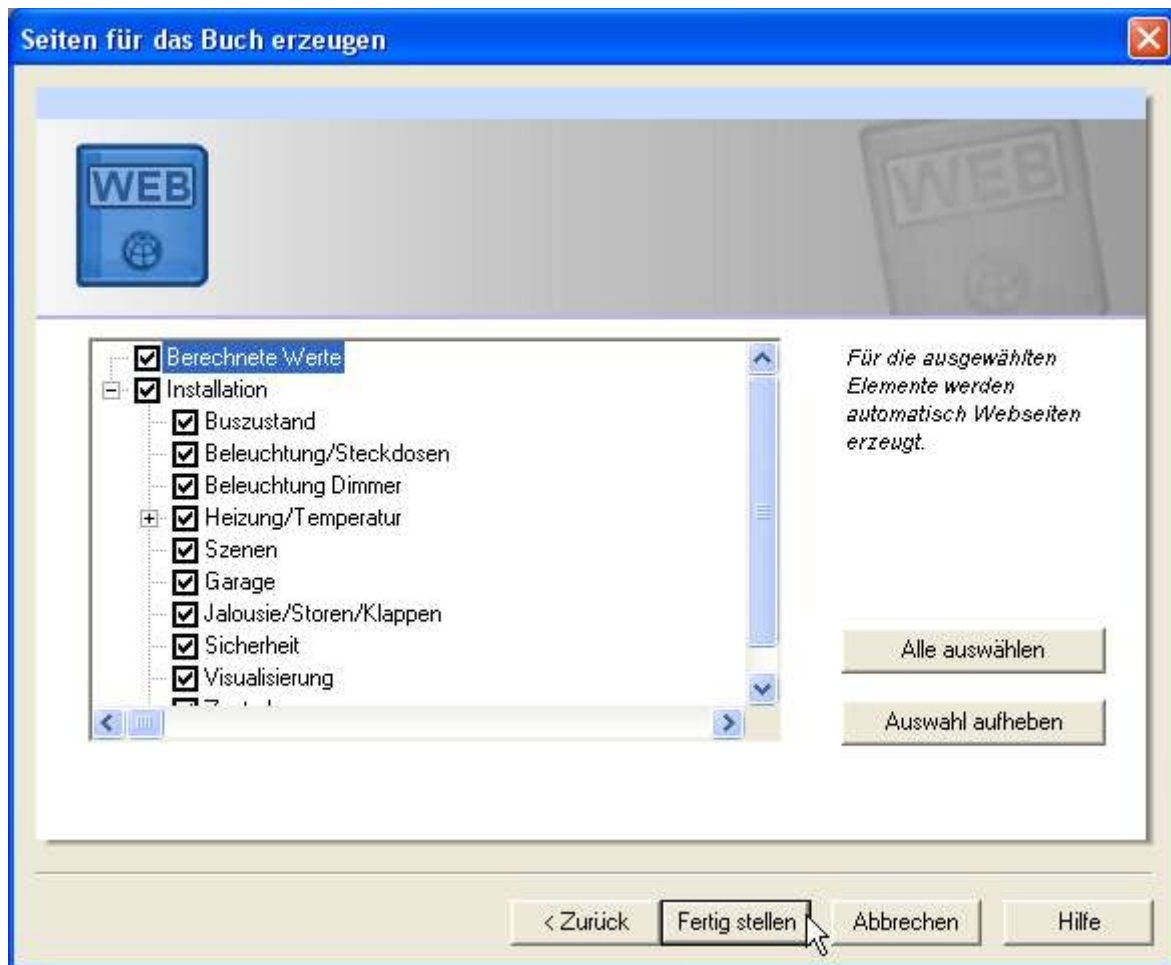 Seiten für das Buch erzeugen
WEB
WEB
Berechnete Werte
Installation
Buszustand
Beleuchtung/Steckdosen
Beleuchtung Dimmer
Heizung/Temperatur
Szenen
Garage
Jalousie/Storen/Klappen
Sicherheit
Visualisierung
Für die ausgewählten
Elemente werden
automatisch Webseiten
erzeugt.
Alle auswählen
Auswahl aufheben
< Zurück
Fertig stellen
Abbrechen
Hilfe